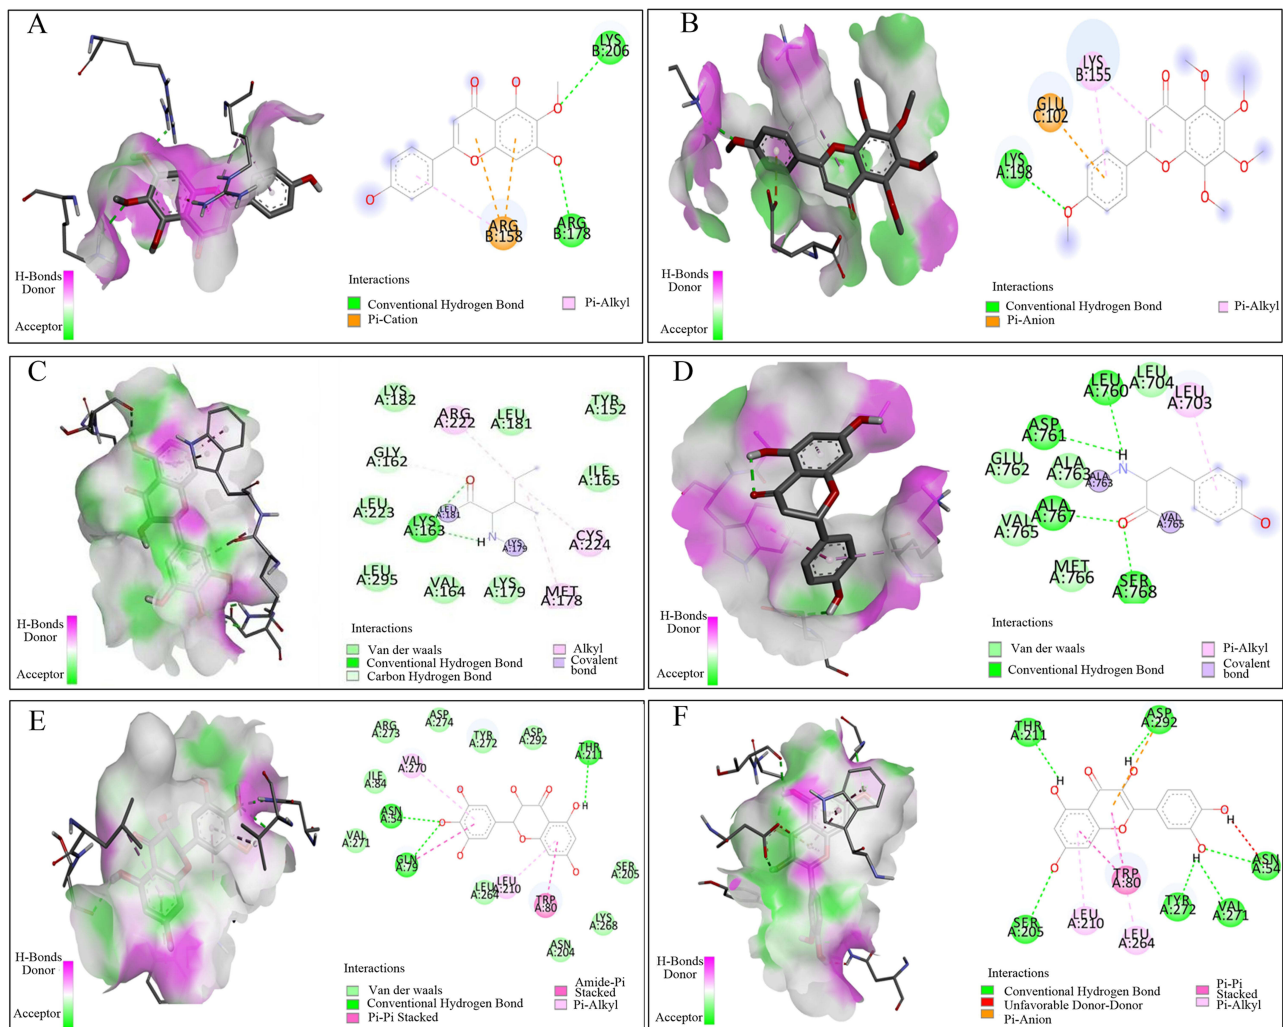 A
LYS
B:206
O
O
O
O
O
O
ARG
B:158
ARG
B:178
H-Bonds
Donor
Acceptor
Interactions
Conventional Hydrogen Bond
Pi-Cation
Pi-Alkyl
B
LYS
B:155
GLU
C:102
LYS
A:198
O
O
O
O
O
O
O
O
H-Bonds
Donor
Acceptor
Interactions
Conventional Hydrogen Bond
Pi-Anion
Pi-Alkyl
C
LYS
A:182
ARG
A:222
LEU
A:181
TYR
A:152
GLY
A:162
ILE
A:165
LEU
A:223
O
LEU
A:181
LYS
A:163
H
N
LYS
A:179
CYS
A:224
LEU
A:295
VAL
A:164
LYS
A:179
MET
A:178
H-Bonds
Donor
Acceptor
Interactions
Van der waals
Conventional Hydrogen Bond
Carbon Hydrogen Bond
Alkyl
Covalent
bond
D
LEU
A:760
LEU
A:704
LEU
A:703
ASP
A:761
GLU
A:762
ALA
A:763
ALA
A:763
H
N
VAL
A:765
ALA
A:767
O
VAL
A:765
O
MET
A:766
SER
A:768
H-Bonds
Donor
Acceptor
Interactions
Van der waals
Conventional Hydrogen Bond
Pi-Alkyl
Covalent
bond
E
ARG
A:273
ASP
A:274
TYR
A:272
ASP
A:292
THR
A:211
VAL
A:270
ILE
A:84
ASN
A:54
VAL
A:271
GLN
A:79
O
O
O
O
O
O
H
O
O
LEU
A:264
LEU
A:210
TRP
A:80
SER
A:205
LYS
A:268
ASN
A:204
H-Bonds
Donor
Acceptor
Interactions
Van der waals
Conventional Hydrogen Bond
Pi-Pi Stacked
Amide-Pi
Stacked
Pi-Alkyl
F
THR
A:211
ASP
A:292
H
H
O
O
O
O
O
H
O
O
H
TRP
A:80
ASN
A:54
SER
A:205
LEU
A:210
LEU
A:264
TYR
A:272
VAL
A:271
H-Bonds
Donor
Acceptor
Interactions
Conventional Hydrogen Bond
Unfavorable Donor-Donor
Pi-Anion
Pi-Pi
Stacked
Pi-Alkyl